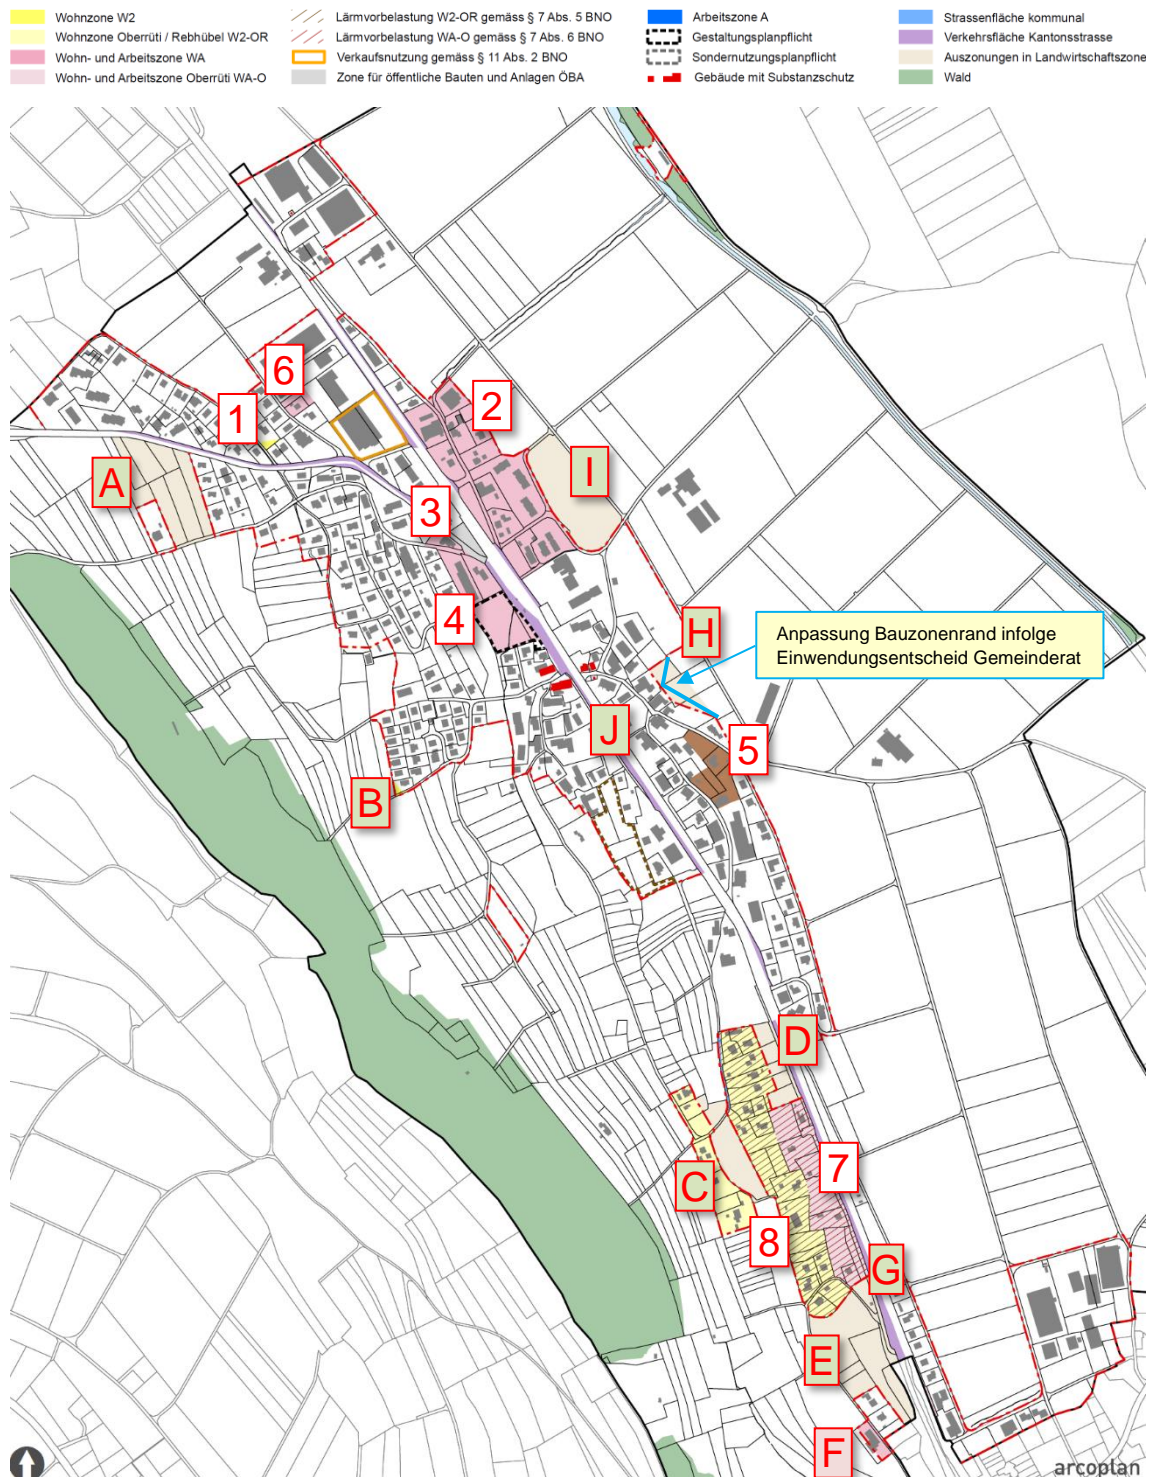 Wohnzone W2
Wohnzone Oberrüti / Rebhübel W2-OR
Wohn- und Arbeitszone WA
Wohn- und Arbeitszone Oberrüti WA-O
Lärmvorbelastung W2-OR gemäss § 7 Abs. 5 BNO
Lärmvorbelastung WA-O gemäss § 7 Abs. 6 BNO
Verkaufsnutzung gemäss § 11 Abs. 2 BNO
Zone für öffentliche Bauten und Anlagen ÖBA
Arbeitszone A
Gestaltungsplanpflicht
Sondernutzungsplanpflicht
Gebäude mit Substanzschutz
Strassenfläche kommunal
Verkehrsfläche Kantonsstrasse
Auszonungen in Landwirtschaftszone
Wald
6
1
2
A
I
3
4
H
Anpassung Bauzonenrand infolge
Einwendungsentscheid Gemeinderat
J
5
B
D
7
C
8
G
E
F
arcoplan